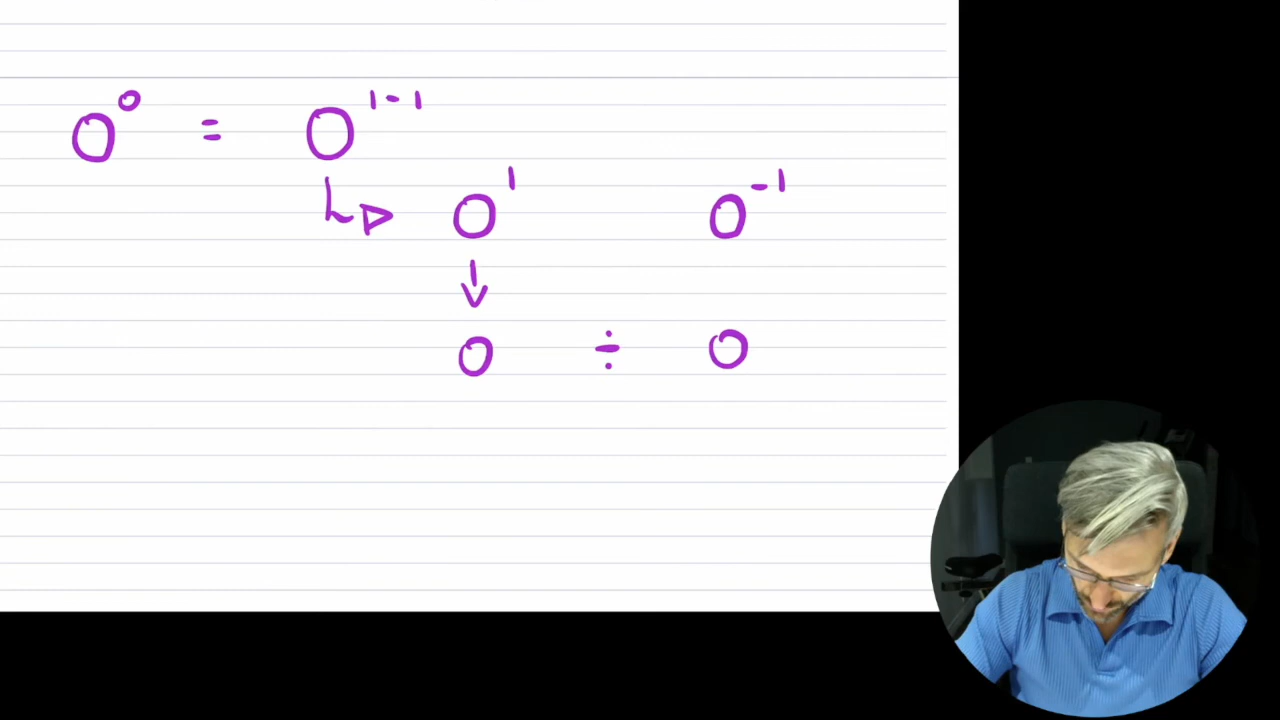 0⁰ = 0¹⁻¹
↳ 0¹ 0⁻¹
↓
0 ÷ 0